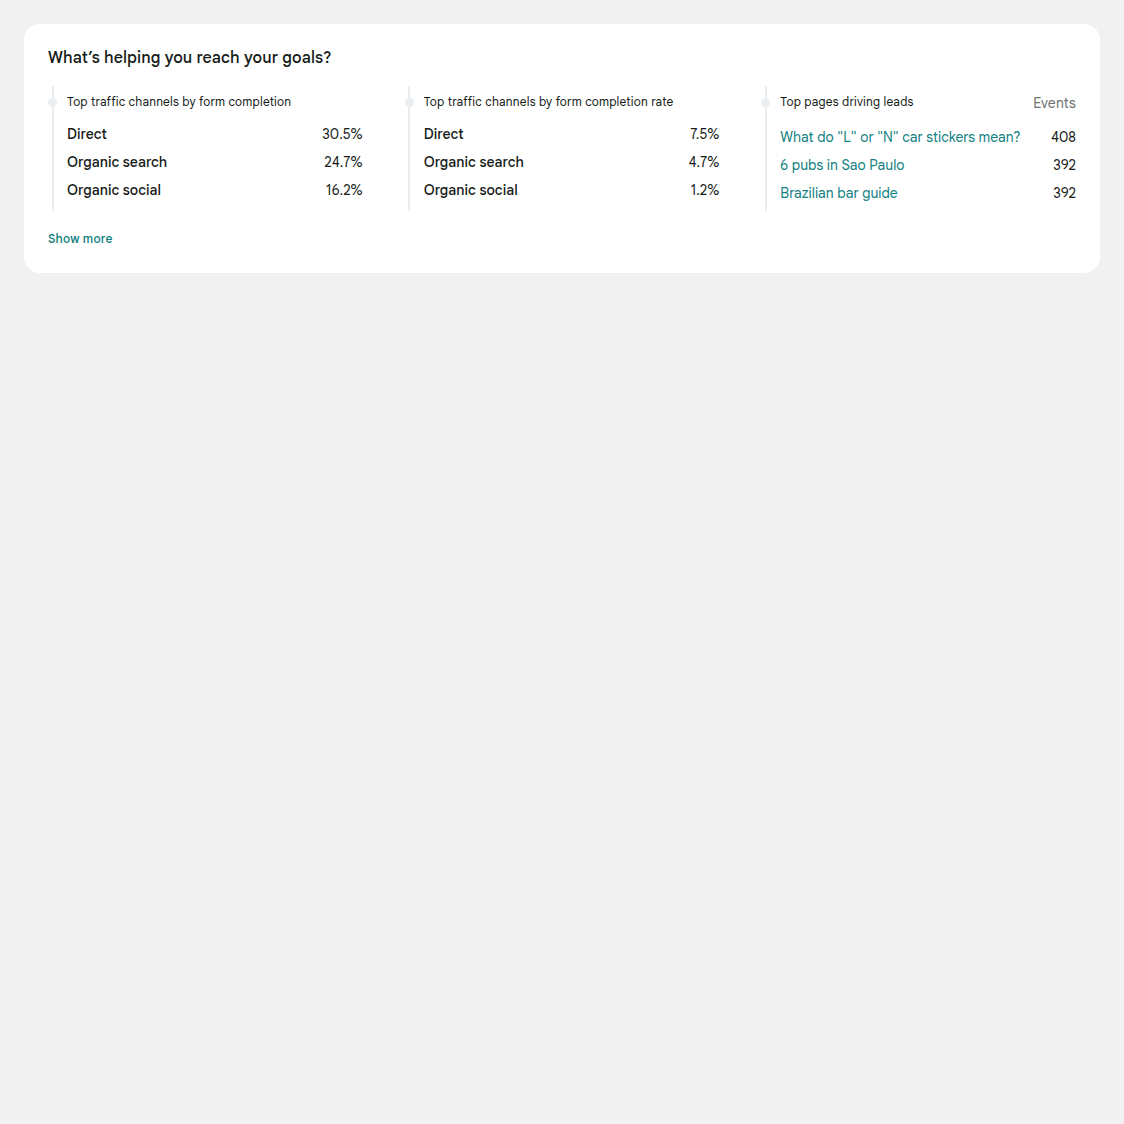 What's helping you reach your goals?
Top traffic channels by form completion
Direct 30.5%
Organic search 24.7%
Organic social 16.2%
Top traffic channels by form completion rate
Direct 7.5%
Organic search 4.7%
Organic social 1.2%
Top pages driving leads Events
What do "L" or "N" car stickers mean? 408
6 pubs in Sao Paulo 392
Brazilian bar guide 392
Show more